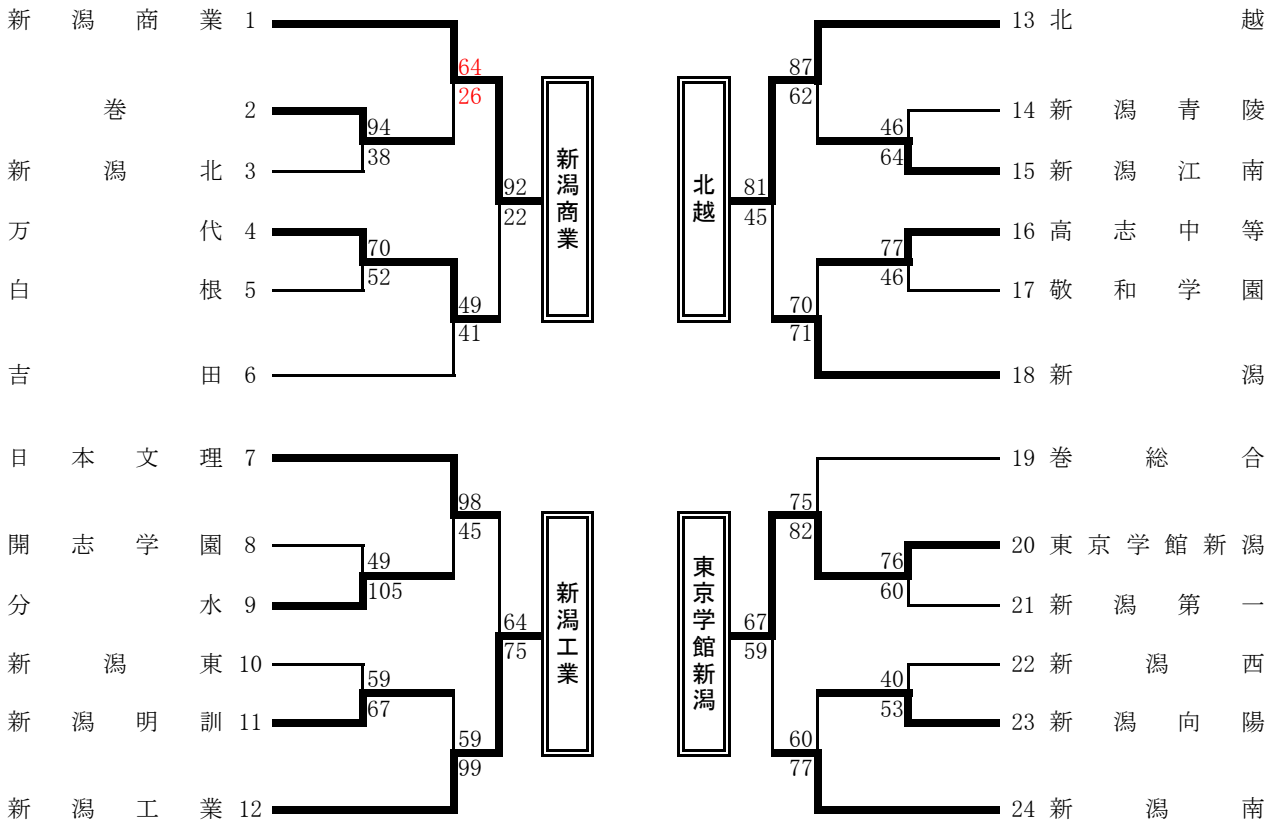 新潟商業 1
64
26
巻 2
94
38
新潟北 3
新潟商業
92
22
万代 4
70
52
白根 5
49
41
吉田 6
日本文理 7
98
45
開志学園 8
49
105
分水 9
新潟工業
64
75
新潟東 10
59
67
新潟明訓 11
59
99
新潟工業 12
13 北越
87
62
14 新潟青陵
46
64
15 新潟江南
北越
81
45
16 高志中等
77
46
17 敬和学園
70
71
18 新潟
19 巻総合
75
82
20 東京学館新潟
76
60
21 新潟第一
東京学館新潟
67
59
22 新潟西
40
53
23 新潟向陽
60
77
24 新潟南